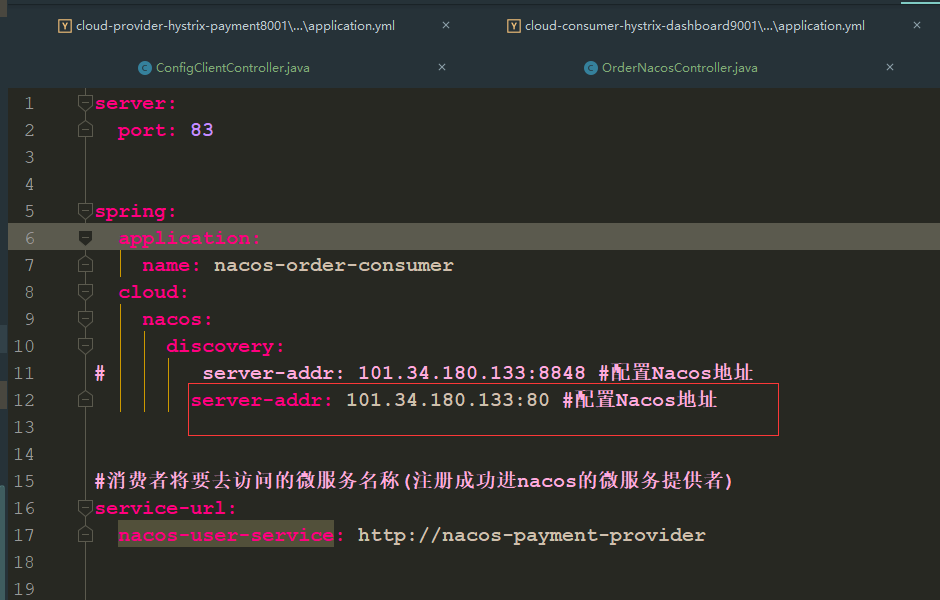 cloud-provider-hystrix-payment8001\...\application.yml × cloud-consumer-hystrix-dashboard9001\...\application.yml ×
ConfigClientController.java × OrderNacosController.java ×
1 server:
2 port: 83
3
4
5 spring:
6 application:
7 name: nacos-order-consumer
8 cloud:
9 nacos:
10 discovery:
11 # server-addr: 101.34.180.133:8848 #配置Nacos地址
12 server-addr: 101.34.180.133:80 #配置Nacos地址
13
14
15 #消费者将要去访问的微服务名称(注册成功进nacos的微服务提供者)
16 service-url:
17 nacos-user-service: http://nacos-payment-provider
18
19